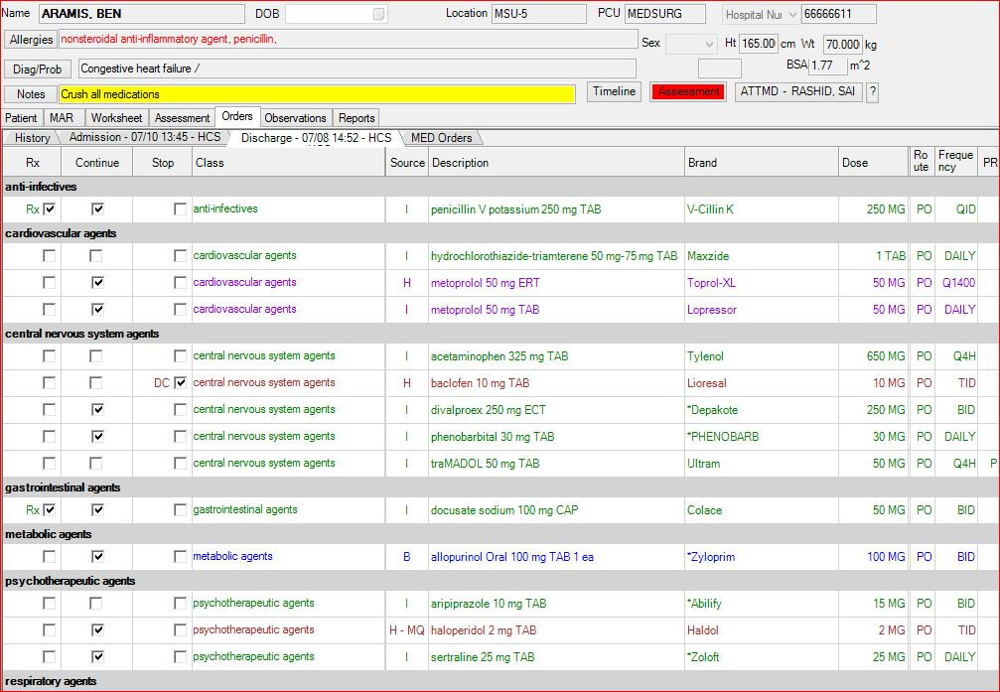 Name ARAMIS, BEN DOB Location MSU-5 PCU MEDSURG Hospital Nur 66666611
Allergies nonsteroidal anti-inflammatory agent, penicillin, Sex Ht 165.00 cm Wt 70.000 kg
Diag/Prob Congestive heart failure / BSA 1.77 m^2
Notes Crush all medications Timeline Assessment ATTMD - RASHID, SAI ?
Patient MAR Worksheet Assessment Orders Observations Reports
History Admission - 07/10 13:45 - HCS Discharge - 07/08 14:52 - HCS MED Orders
Rx Continue Stop Class Source Description Brand Dose Ro ute Freque ncy PR
anti-infectives
Rx anti-infectives I penicillin V potassium 250 mg TAB V-Cillin K 250 MG PO QID
cardiovascular agents
cardiovascular agents I hydrochlorothiazide-triamterene 50 mg-75 mg TAB Maxzide 1 TAB PO DAILY
cardiovascular agents H metoprolol 50 mg ERT Toprol-XL 50 MG PO Q1400
cardiovascular agents I metoprolol 50 mg TAB Lopressor 50 MG PO DAILY
central nervous system agents
central nervous system agents I acetaminophen 325 mg TAB Tylenol 650 MG PO Q4H
DC central nervous system agents H baclofen 10 mg TAB Lioresal 10 MG PO TID
central nervous system agents I divalproex 250 mg ECT *Depakote 250 MG PO BID
central nervous system agents I phenobarbital 30 mg TAB *PHENOBARB 30 MG PO DAILY
central nervous system agents I traMADOL 50 mg TAB Ultram 50 MG PO Q4H P
gastrointestinal agents
Rx gastrointestinal agents I docusate sodium 100 mg CAP Colace 50 MG PO BID
metabolic agents
metabolic agents B allopurinol Oral 100 mg TAB 1 ea *Zyloprim 100 MG PO BID
psychotherapeutic agents
psychotherapeutic agents I aripiprazole 10 mg TAB *Abilify 15 MG PO BID
psychotherapeutic agents H - MQ haloperidol 2 mg TAB Haldol 2 MG PO TID
psychotherapeutic agents I sertraline 25 mg TAB *Zoloft 25 MG PO DAILY
respiratory agents